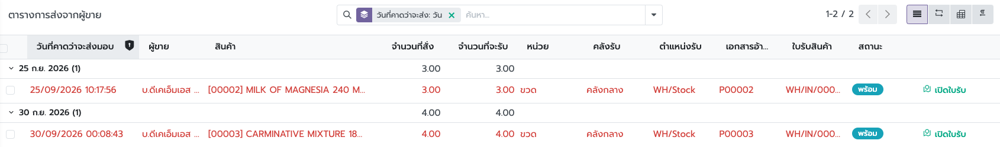 ตารางการส่งจากผู้ขาย
วันที่คาดว่าจะส่ง: วัน ค้นหา...
1-2 / 2
วันที่คาดว่าจะส่งมอบ ผู้ขาย สินค้า จำนวนที่สั่ง จำนวนที่จะรับ หน่วย คลังรับ ตำแหน่งรับ เอกสารอ้า... ใบรับสินค้า สถานะ
25 ก.ย. 2026 (1) 3.00 3.00
25/09/2026 10:17:56 บ.ดีเคเอ็มเอส ... [00002] MILK OF MAGNESIA 240 M... 3.00 3.00 ขวด คลังกลาง WH/Stock P00002 WH/IN/000... พร้อม เปิดใบรับ
30 ก.ย. 2026 (1) 4.00 4.00
30/09/2026 00:08:43 บ.ดีเคเอ็มเอส ... [00003] CARMINATIVE MIXTURE 18... 4.00 4.00 ขวด คลังกลาง WH/Stock P00003 WH/IN/000... พร้อม เปิดใบรับ